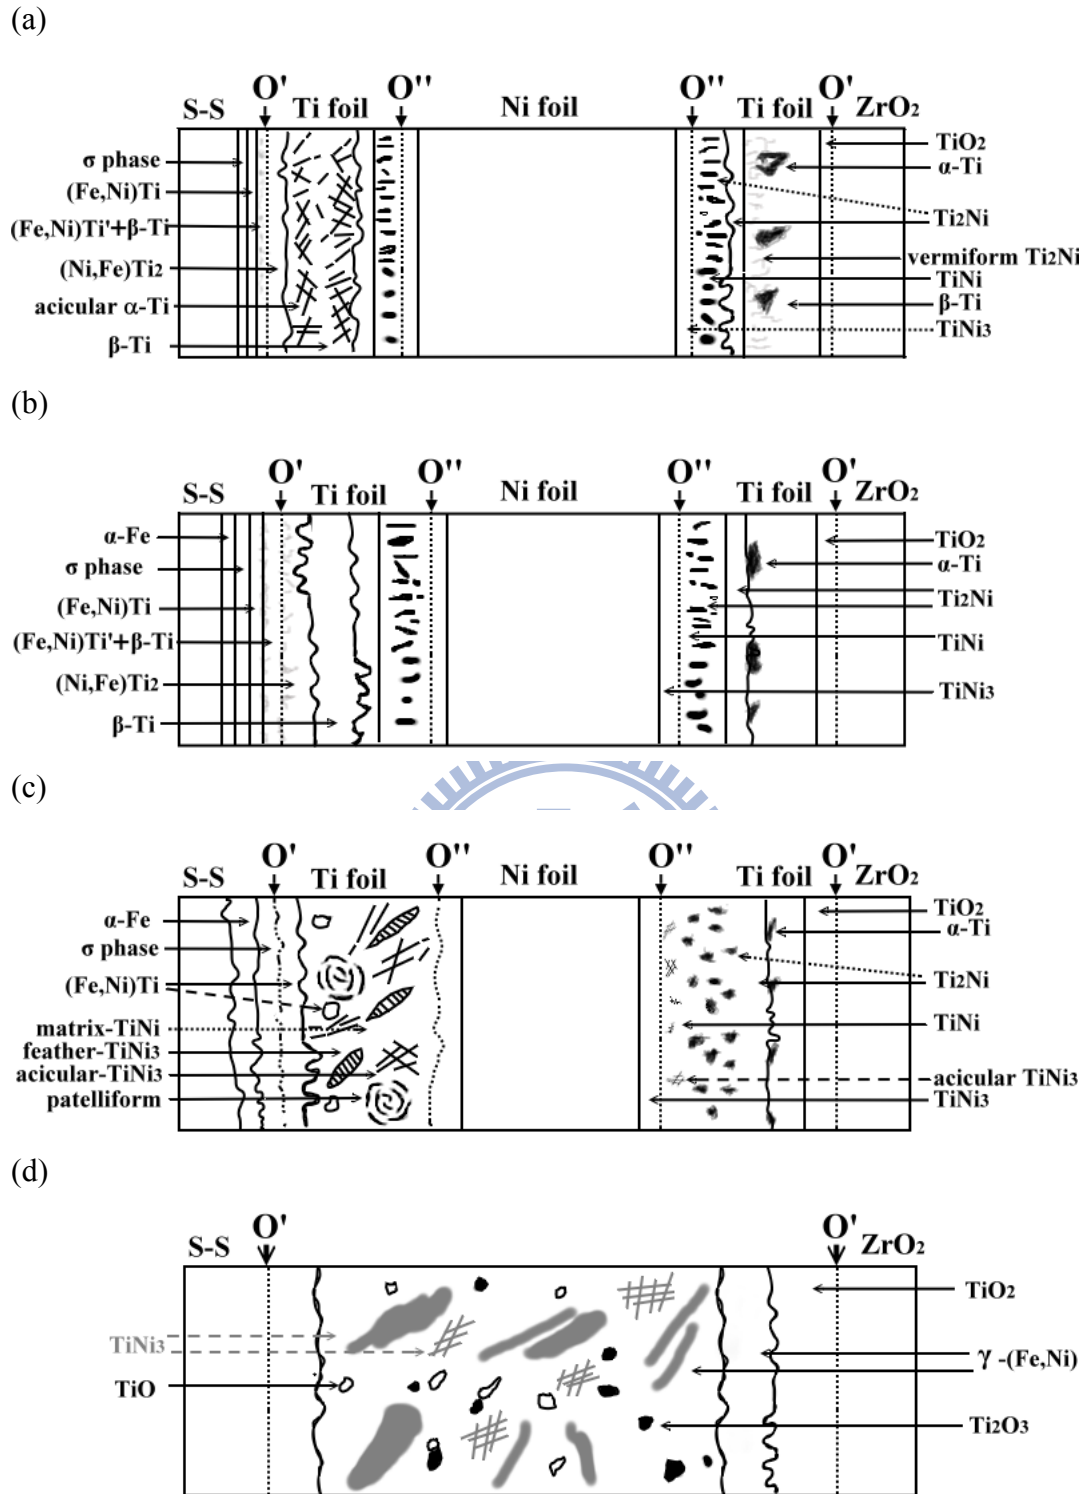 (a)
O' O'' O'' O'
S-S Ti foil Ni foil Ti foil ZrO2
σ phase
(Fe,Ni)Ti
(Fe,Ni)Ti'+β-Ti
(Ni,Fe)Ti2
acicular α-Ti
β-Ti
TiO2
α-Ti
Ti2Ni
vermiform Ti2Ni
TiNi
β-Ti
TiNi3
(b)
O' O'' O'' O'
S-S Ti foil Ni foil Ti foil ZrO2
α-Fe
σ phase
(Fe,Ni)Ti
(Fe,Ni)Ti'+β-Ti
(Ni,Fe)Ti2
β-Ti
TiO2
α-Ti
Ti2Ni
TiNi
TiNi3
(c)
O' O'' O'' O'
S-S Ti foil Ni foil Ti foil ZrO2
α-Fe
σ phase
(Fe,Ni)Ti
matrix-TiNi
feather-TiNi3
acicular-TiNi3
patelliform
TiO2
α-Ti
Ti2Ni
TiNi
acicular TiNi3
TiNi3
(d)
O' O'
S-S ZrO2
TiNi3
TiO
TiO2
γ -(Fe,Ni)
Ti2O3